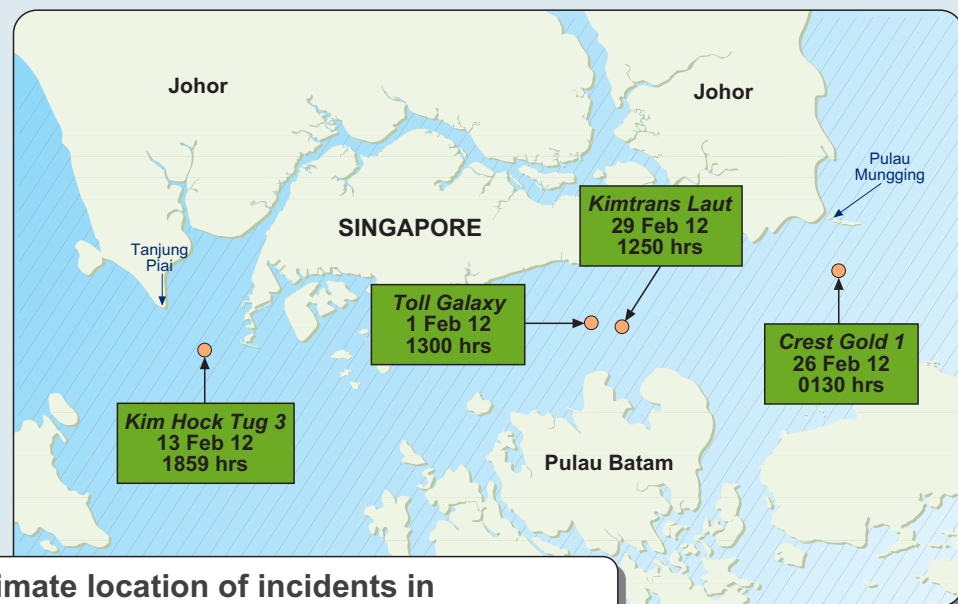 Johor
Johor
Pulau
Mungging
SINGAPORE
Kimtrans Laut
29 Feb 12
1250 hrs
Tanjung
Piai
Toll Galaxy
1 Feb 12
1300 hrs
Crest Gold 1
26 Feb 12
0130 hrs
Kim Hock Tug 3
13 Feb 12
1859 hrs
Pulau Batam
location of incidents in